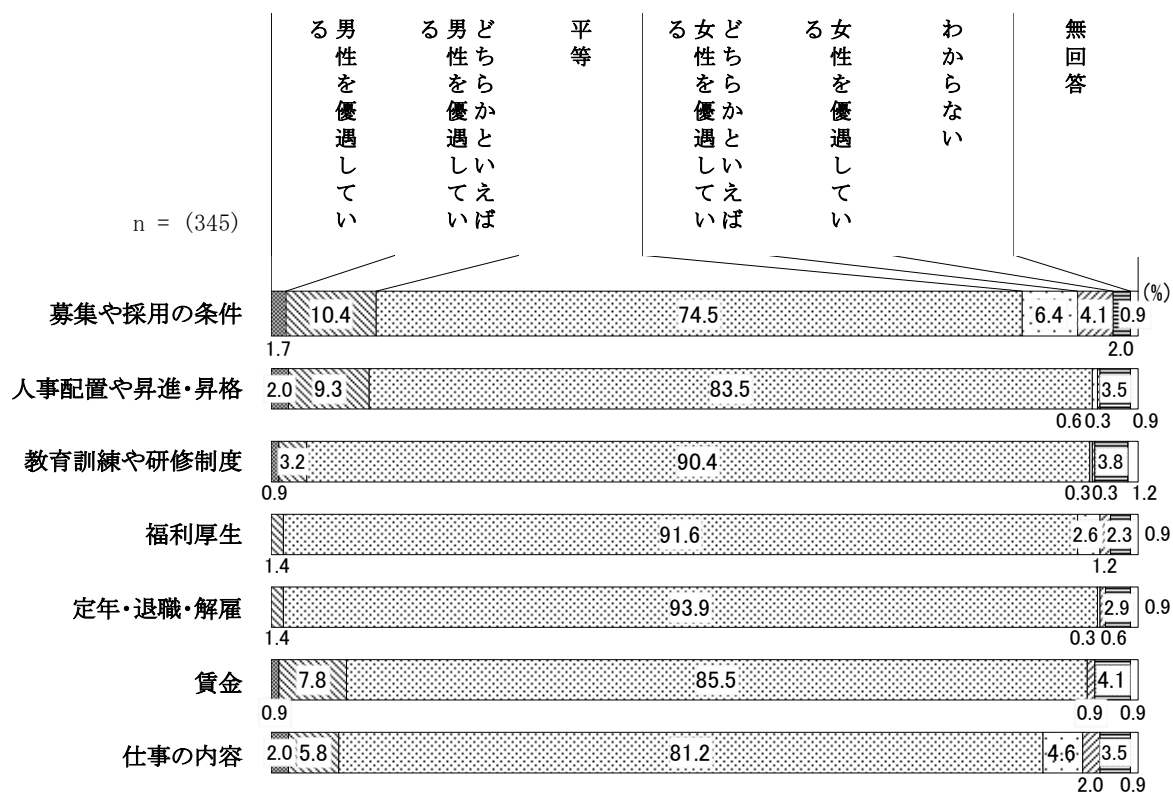 男性を優遇してい
る
どちらかといえば
男性を優遇してい
る
平等
どちらかといえば
女性を優遇してい
る
女性を優遇してい
る
わからない
無回答
n = (345)
(%)
募集や採用の条件
10.4 74.5 6.4 4.1 0.9
1.7 2.0
人事配置や昇進・昇格
2.0 9.3 83.5 3.5
0.6 0.3 0.9
教育訓練や研修制度
3.2 90.4 3.8
0.9 0.3 0.3 1.2
福利厚生
91.6 2.6 2.3 0.9
1.4 1.2
定年・退職・解雇
93.9 2.9 0.9
1.4 0.3 0.6
賃金
7.8 85.5 4.1
0.9 0.9 0.9
仕事の内容
2.0 5.8 81.2 4.6 3.5
2.0 0.9